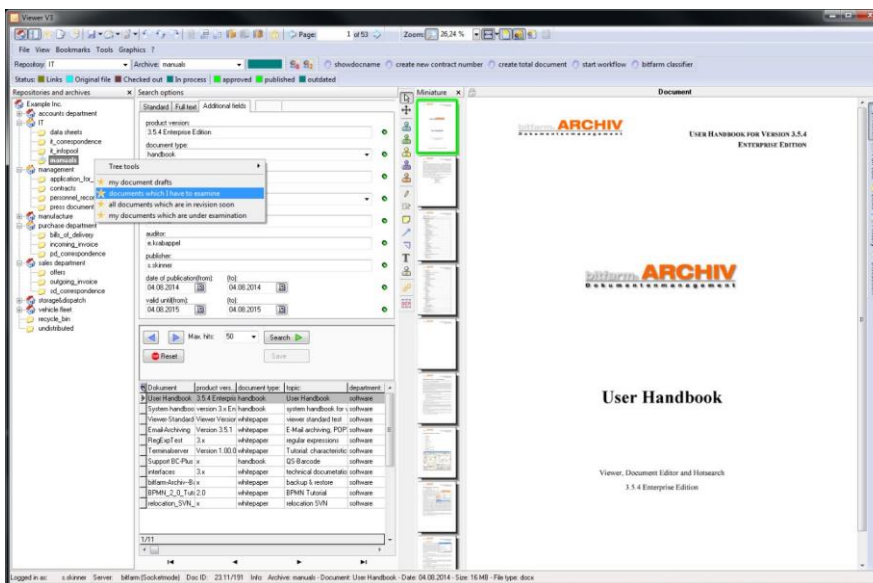 Viewer V3
Page: 1 of 53 Zoom: 26,24 %
File View Bookmarks Tools Graphics ?
Repository: IT Archive: manuals showdocname create new contract number create total document start workflow bitfarm classifier
Status: Links Original file Checked out In process approved published outdated
Repositories and archives × Search options
Example Inc.
accounts department
IT
data sheets
it_correspondence
it_infopool
manuals
management
application_for_
contracts
personnel_reco
press document
manufacture
purchase department
bills_of_delivery
incoming_invoice
pd_correspondence
sales department
offers
outgoing_invoice
sd_correspondence
storage&dispatch
vehicle fleet
recycle_bin
undistributed
Tree tools
my document drafts
documents which I have to examine
all documents which are in revision soon
my documents which are under examination
Standard Full text Additional fields
product version:
3.5.4 Enterprise Edition
document type:
handbook
auditor:
e.krabappel
publisher:
s.skinner
date of publication(from): (to):
04.08.2014 04.08.2014
valid until(from): (to):
04.08.2015 04.08.2015
Max. hits: 50 Search
Reset Save
Dokument product vers... document type: topic: department:
User Handbook 3.5.4 Enterpris handbook User Handbook software
System handboo version 3.x En handbook system handbook for v software
Viewer-Standard Viewer Version whitepaper viewer standard test software
Email-Archiving Version 3.5.1 whitepaper E-Mail archiving, POP software
RegExpTest 3.x whitepaper regular expressions software
Terminalserver Version 1.00.0 whitepaper Tutorial: characteristic software
Support BC-Plus x handbook QS-Barcode software
interfaces 3.x whitepaper technical documetatio software
bitfarm-Archiv--B x whitepaper backup & restore software
BPMN_2_0_Tut 2.0 whitepaper BPMN Tutorial software
relocation_SVN_ x whitepaper relocation SVN software
1/11
Miniature ×
Document
bitfarm ARCHIV
Dokumentenmanagement
USER HANDBOOK FOR VERSION 3.5.4
ENTERPRISE EDITION
bitfarm ARCHIV
Dokumentenmanagement
User Handbook
Viewer, Document Editor and Hotsearch
3.5.4 Enterprise Edition
Logged in as: s.skinner Server: bitfarm (Socketmode) Doc ID: 23.11/191 Info Archive: manuals - Document: User Handbook - Date: 04.08.2014 - Size: 16 MB - File type: docx